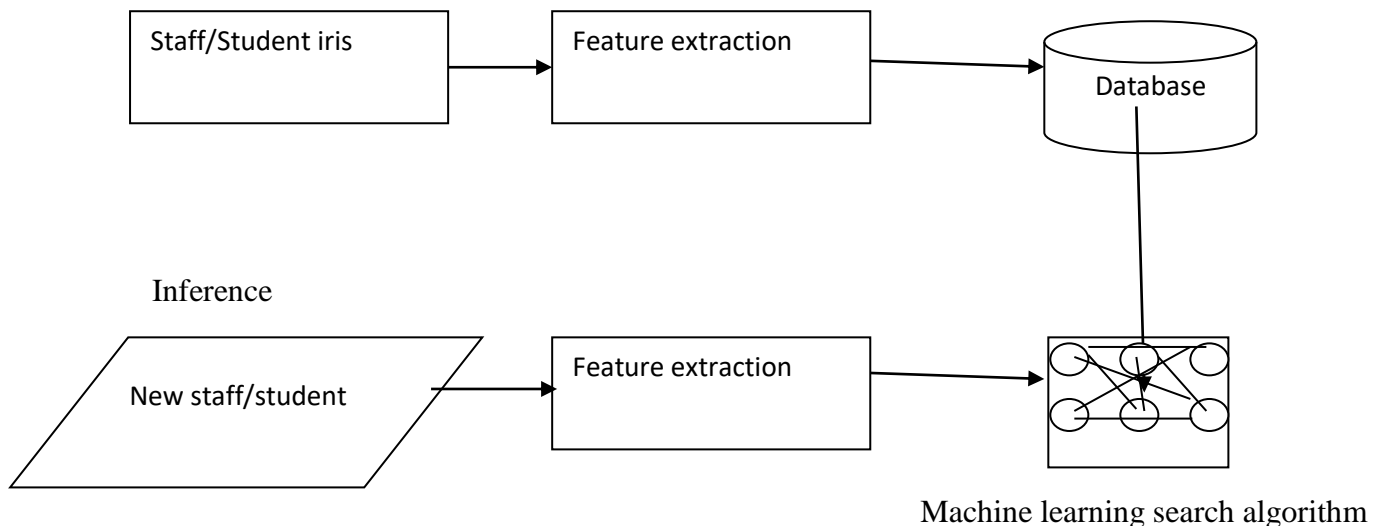 Staff/Student iris
Feature extraction
Database
Inference
New staff/student
Feature extraction
Machine learning search algorithm